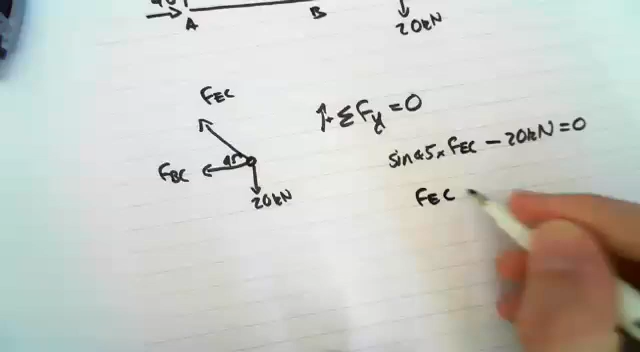 A
B
20kN
FEC
↑+ ΣFy = 0
FBC
45
20kN
sin45 x FEC - 20kN = 0
FEC